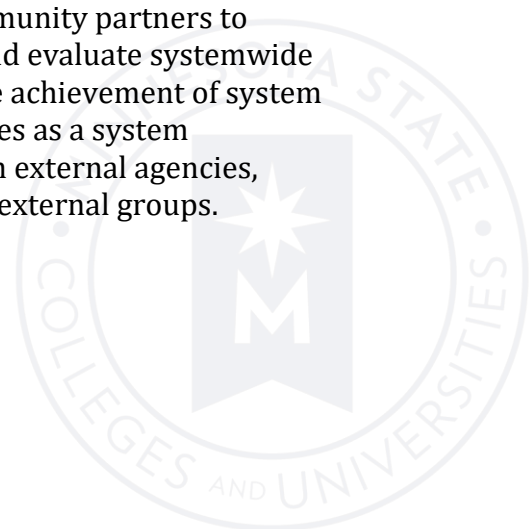 munity partners to
d evaluate systemwide
e achievement of system
es as a system
n external agencies,
external groups.
MINNESOTA STATE
COLLEGES AND UNIVERSITIES
M